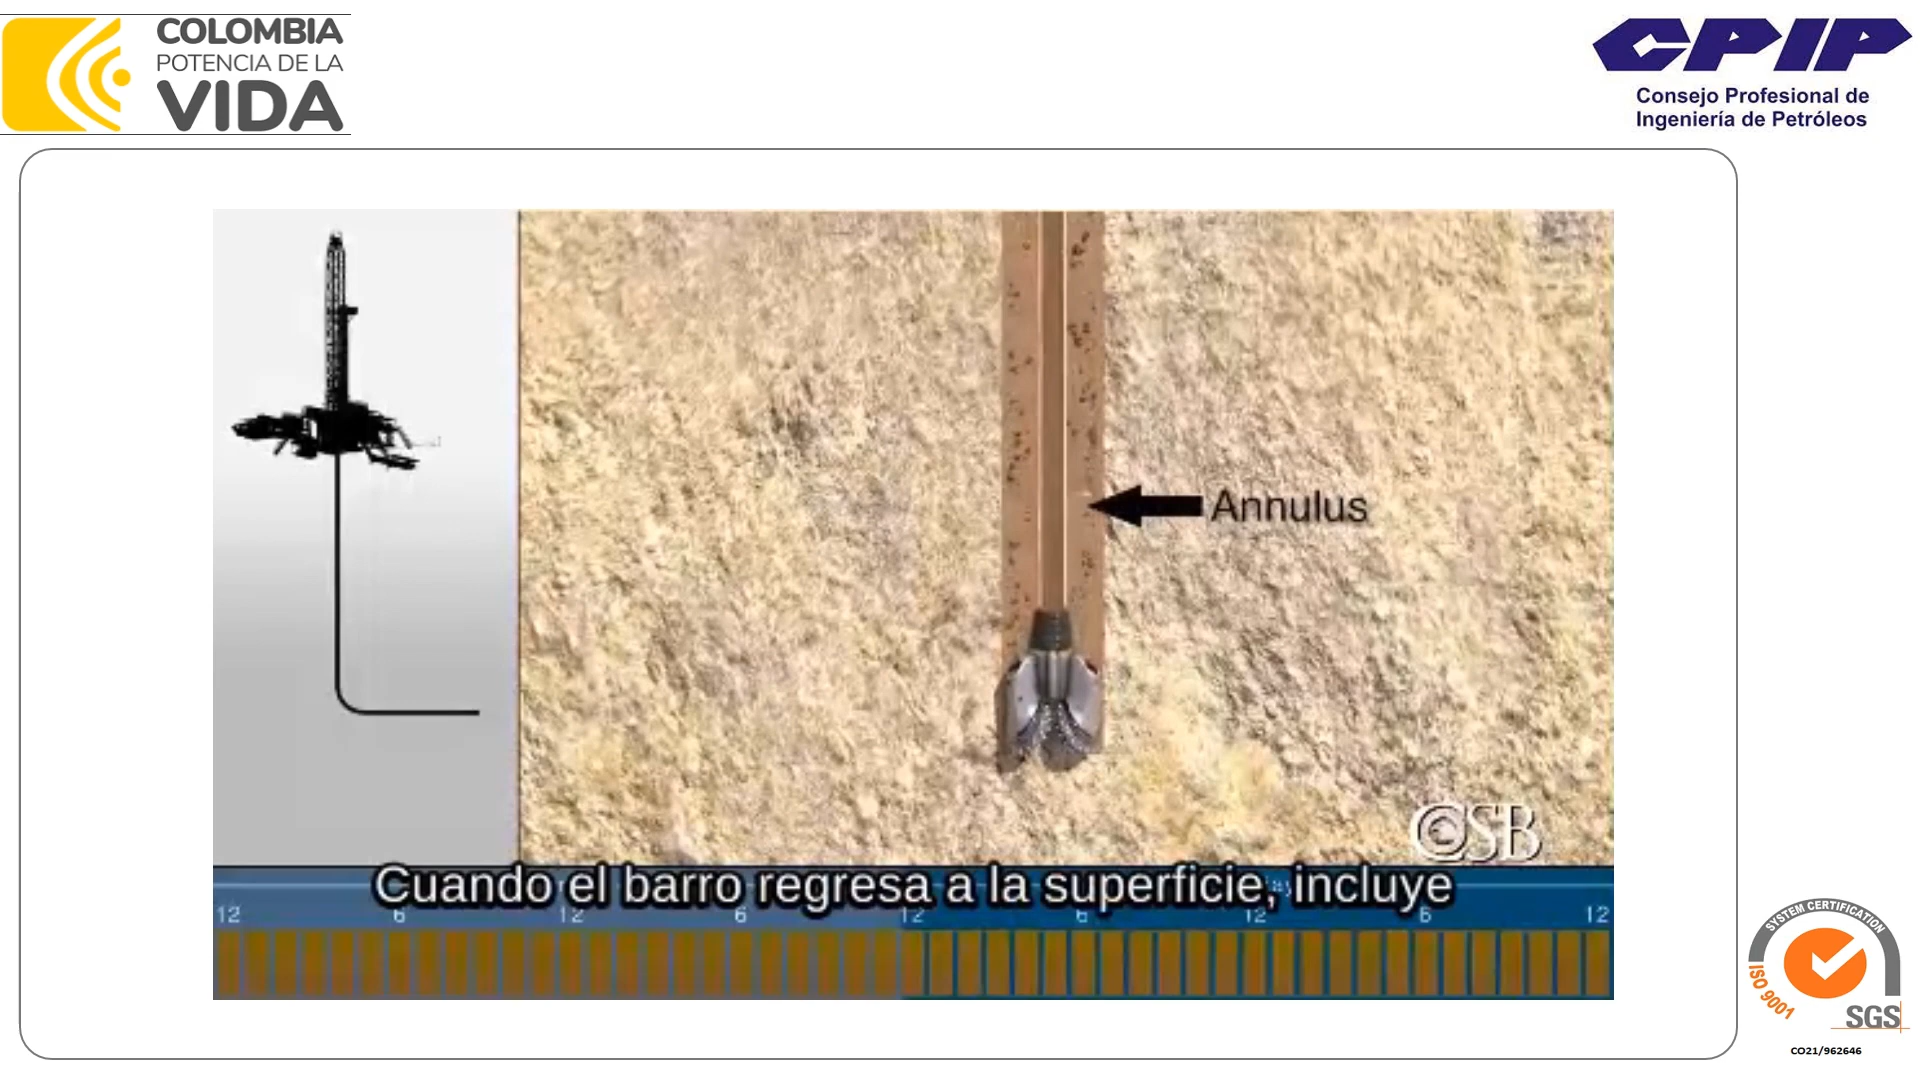 COLOMBIA
POTENCIA DE LA
VIDA
CPIP
Consejo Profesional de
Ingeniería de Petróleos
Annulus
CSB
Cuando el barro regresa a la superficie, incluye
12 6 12 6 12 6 12 6 12
SYSTEM CERTIFICATION
ISO 9001
SGS
CO21/962646